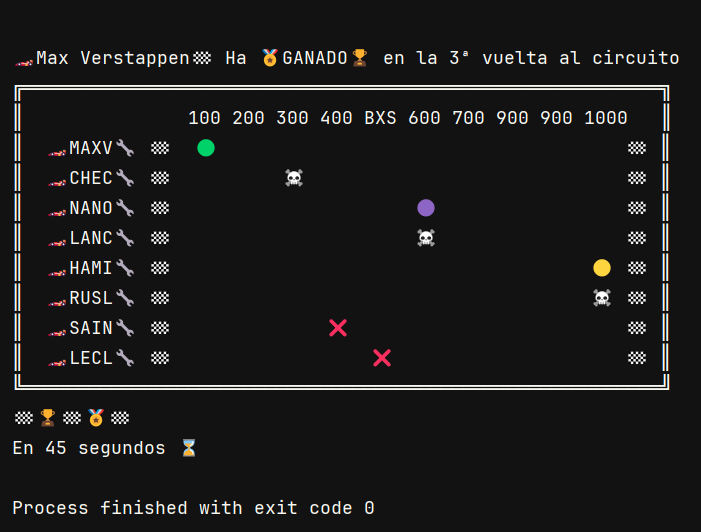 Max Verstappen Ha GANADO en la 3ª vuelta al circuito
100 200 300 400 BXS 600 700 900 900 1000
MAXV
CHEC
NANO
LANC
HAMI
RUSL
SAIN
LECL
En 45 segundos
Process finished with exit code 0